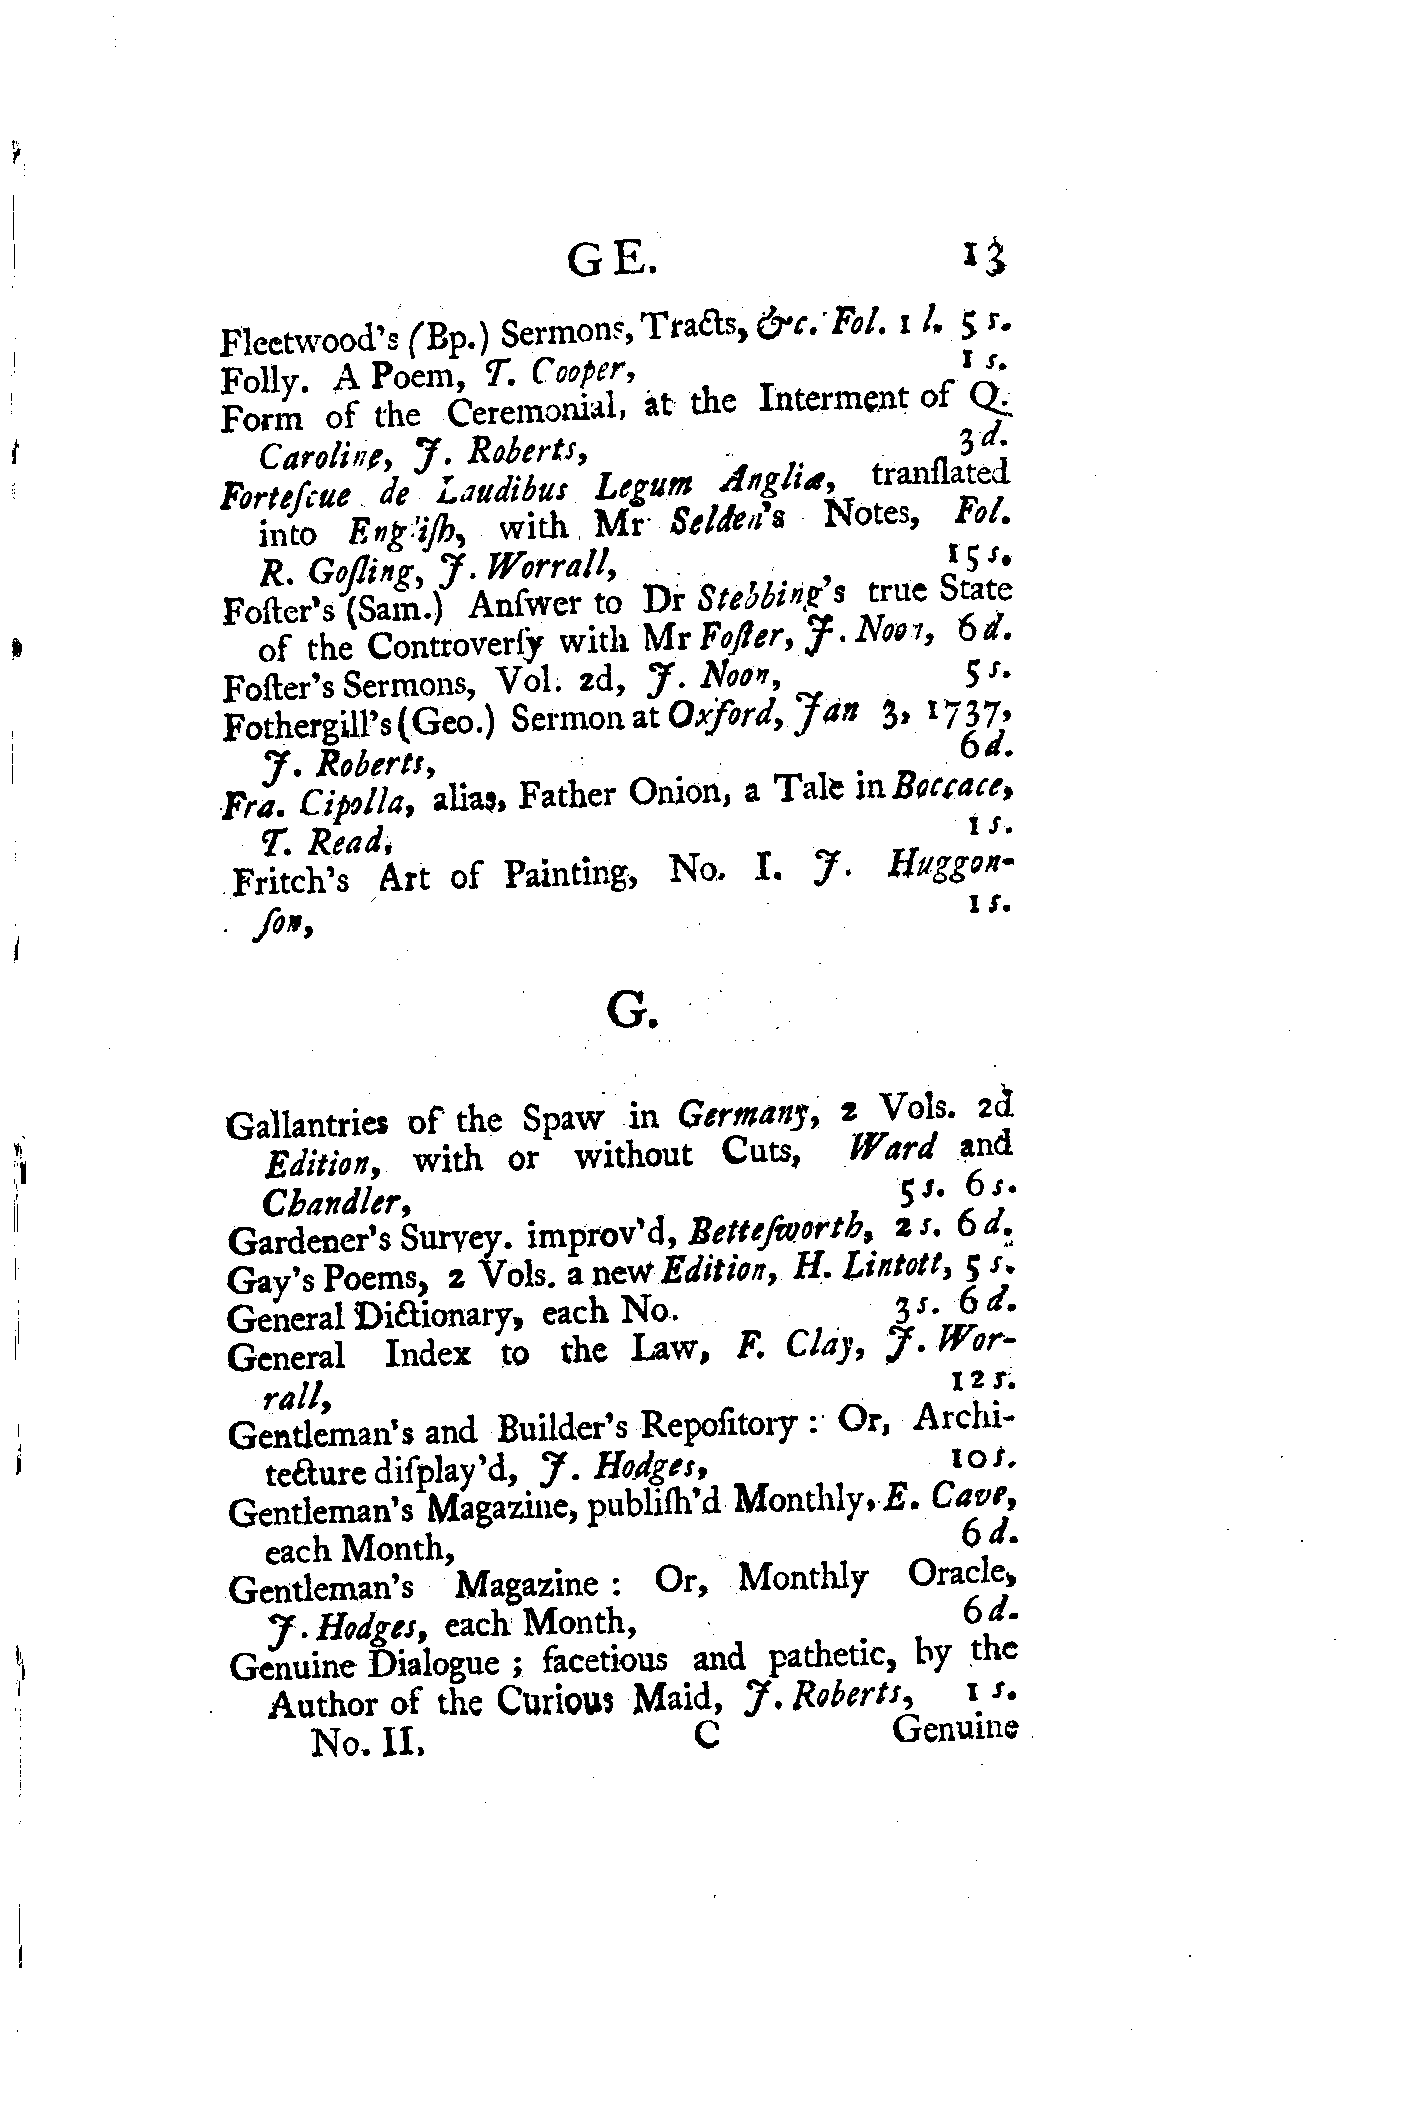 GE. 13
Fleetwood's (Bp.) Sermons, Tracts, &c. Fol. 1 l. 5 s.
Folly. A Poem, T. Cooper, 1 s.
Form of the Ceremonial, at the Interment of Q.
Caroline, J. Roberts, 3 d.
Forteſcue de Laudibus Legum Angliæ, tranſlated
into Engliſh, with Mr Selden's Notes, Fol.
R. Goſling, J. Worrall, 15 s.
Foſter's (Sam.) Anſwer to Dr Stebbing's true State
of the Controverſy with Mr Foſter, J. Noon, 6 d.
Foſter's Sermons, Vol. 2d, J. Noon, 5 s.
Fothergill's (Geo.) Sermon at Oxford, Jan 3, 1737,
J. Roberts, 6 d.
Fra. Cipolla, alias, Father Onion, a Tale in Boccace,
T. Read, 1 s.
Fritch's Art of Painting, No. I. J. Huggon-
ſon, 1 s.
G.
Gallantries of the Spaw in Germany, 2 Vols. 2d
Edition, with or without Cuts, Ward and
Chandler, 5 s. 6 s.
Gardener's Survey. improv'd, Betteſworth, 2 s. 6 d.
Gay's Poems, 2 Vols. a new Edition, H. Lintott, 5 s.
General Dictionary, each No. 3 s. 6 d.
General Index to the Law, F. Clay, J. Wor-
rall, 12 s.
Gentleman's and Builder's Repoſitory : Or, Archi-
tecture diſplay'd, J. Hodges, 10 s.
Gentleman's Magazine, publiſh'd Monthly, E. Cave,
each Month, 6 d.
Gentleman's Magazine : Or, Monthly Oracle,
J. Hodges, each Month, 6 d.
Genuine Dialogue ; facetious and pathetic, by the
Author of the Curious Maid, J. Roberts, 1 s.
No. II. C Genuine